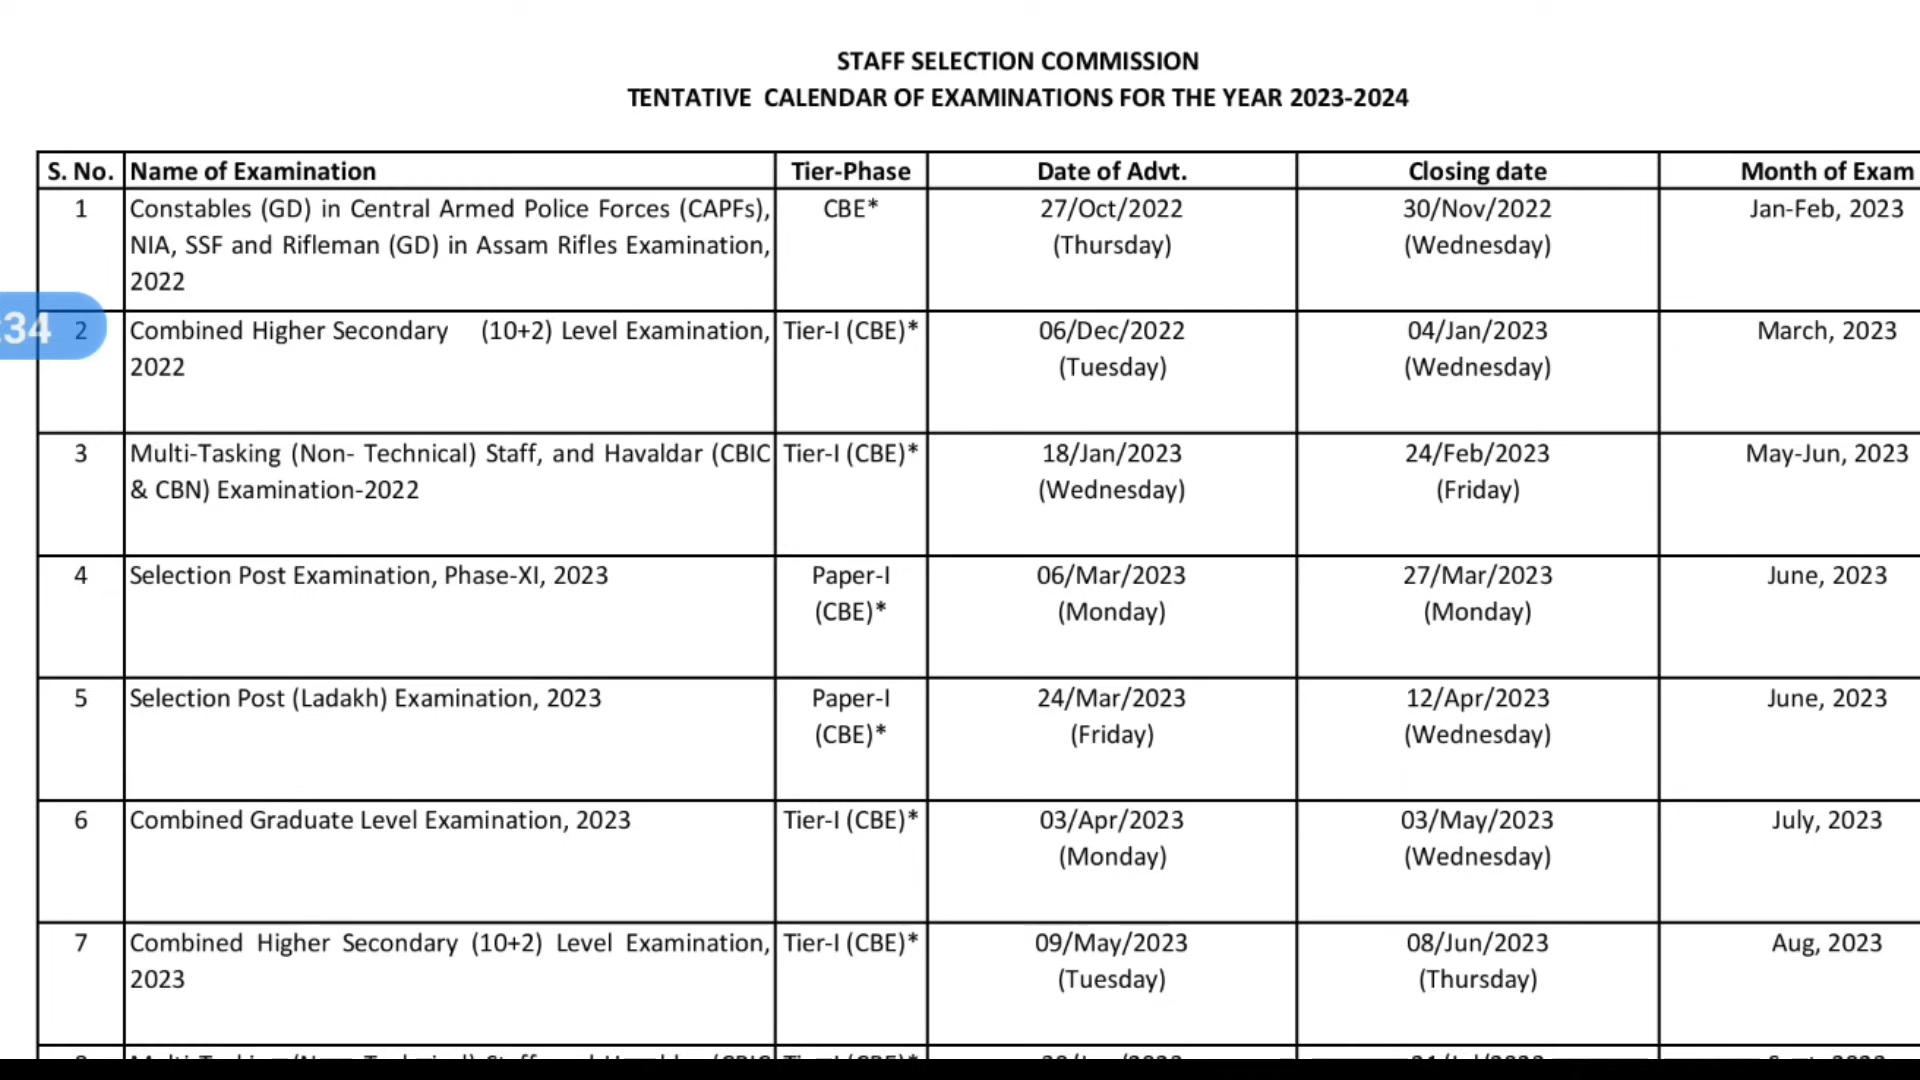 STAFF SELECTION COMMISSION
TENTATIVE CALENDAR OF EXAMINATIONS FOR THE YEAR 2023-2024
S. No. Name of Examination Tier-Phase Date of Advt. Closing date Month of Exam
1 Constables (GD) in Central Armed Police Forces (CAPFs), CBE* 27/Oct/2022 30/Nov/2022 Jan-Feb, 2023
NIA, SSF and Rifleman (GD) in Assam Rifles Examination, (Thursday) (Wednesday)
2022
:34 2 Combined Higher Secondary (10+2) Level Examination, Tier-I (CBE)* 06/Dec/2022 04/Jan/2023 March, 2023
2022 (Tuesday) (Wednesday)
3 Multi-Tasking (Non- Technical) Staff, and Havaldar (CBIC Tier-I (CBE)* 18/Jan/2023 24/Feb/2023 May-Jun, 2023
& CBN) Examination-2022 (Wednesday) (Friday)
4 Selection Post Examination, Phase-XI, 2023 Paper-I 06/Mar/2023 27/Mar/2023 June, 2023
(CBE)* (Monday) (Monday)
5 Selection Post (Ladakh) Examination, 2023 Paper-I 24/Mar/2023 12/Apr/2023 June, 2023
(CBE)* (Friday) (Wednesday)
6 Combined Graduate Level Examination, 2023 Tier-I (CBE)* 03/Apr/2023 03/May/2023 July, 2023
(Monday) (Wednesday)
7 Combined Higher Secondary (10+2) Level Examination, Tier-I (CBE)* 09/May/2023 08/Jun/2023 Aug, 2023
2023 (Tuesday) (Thursday)